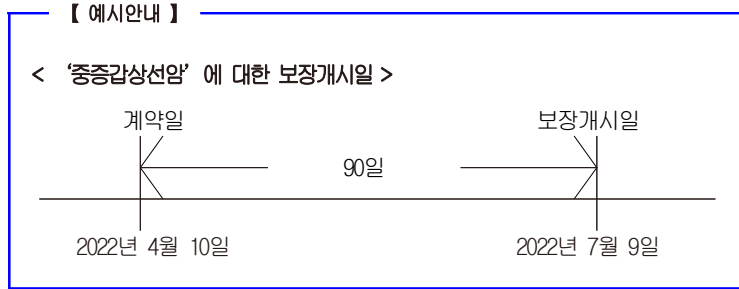 【 예시안내 】
< ‘중증갑상선암’ 에 대한 보장개시일 >
계약일 보장개시일
90일
2022년 4월 10일 2022년 7월 9일